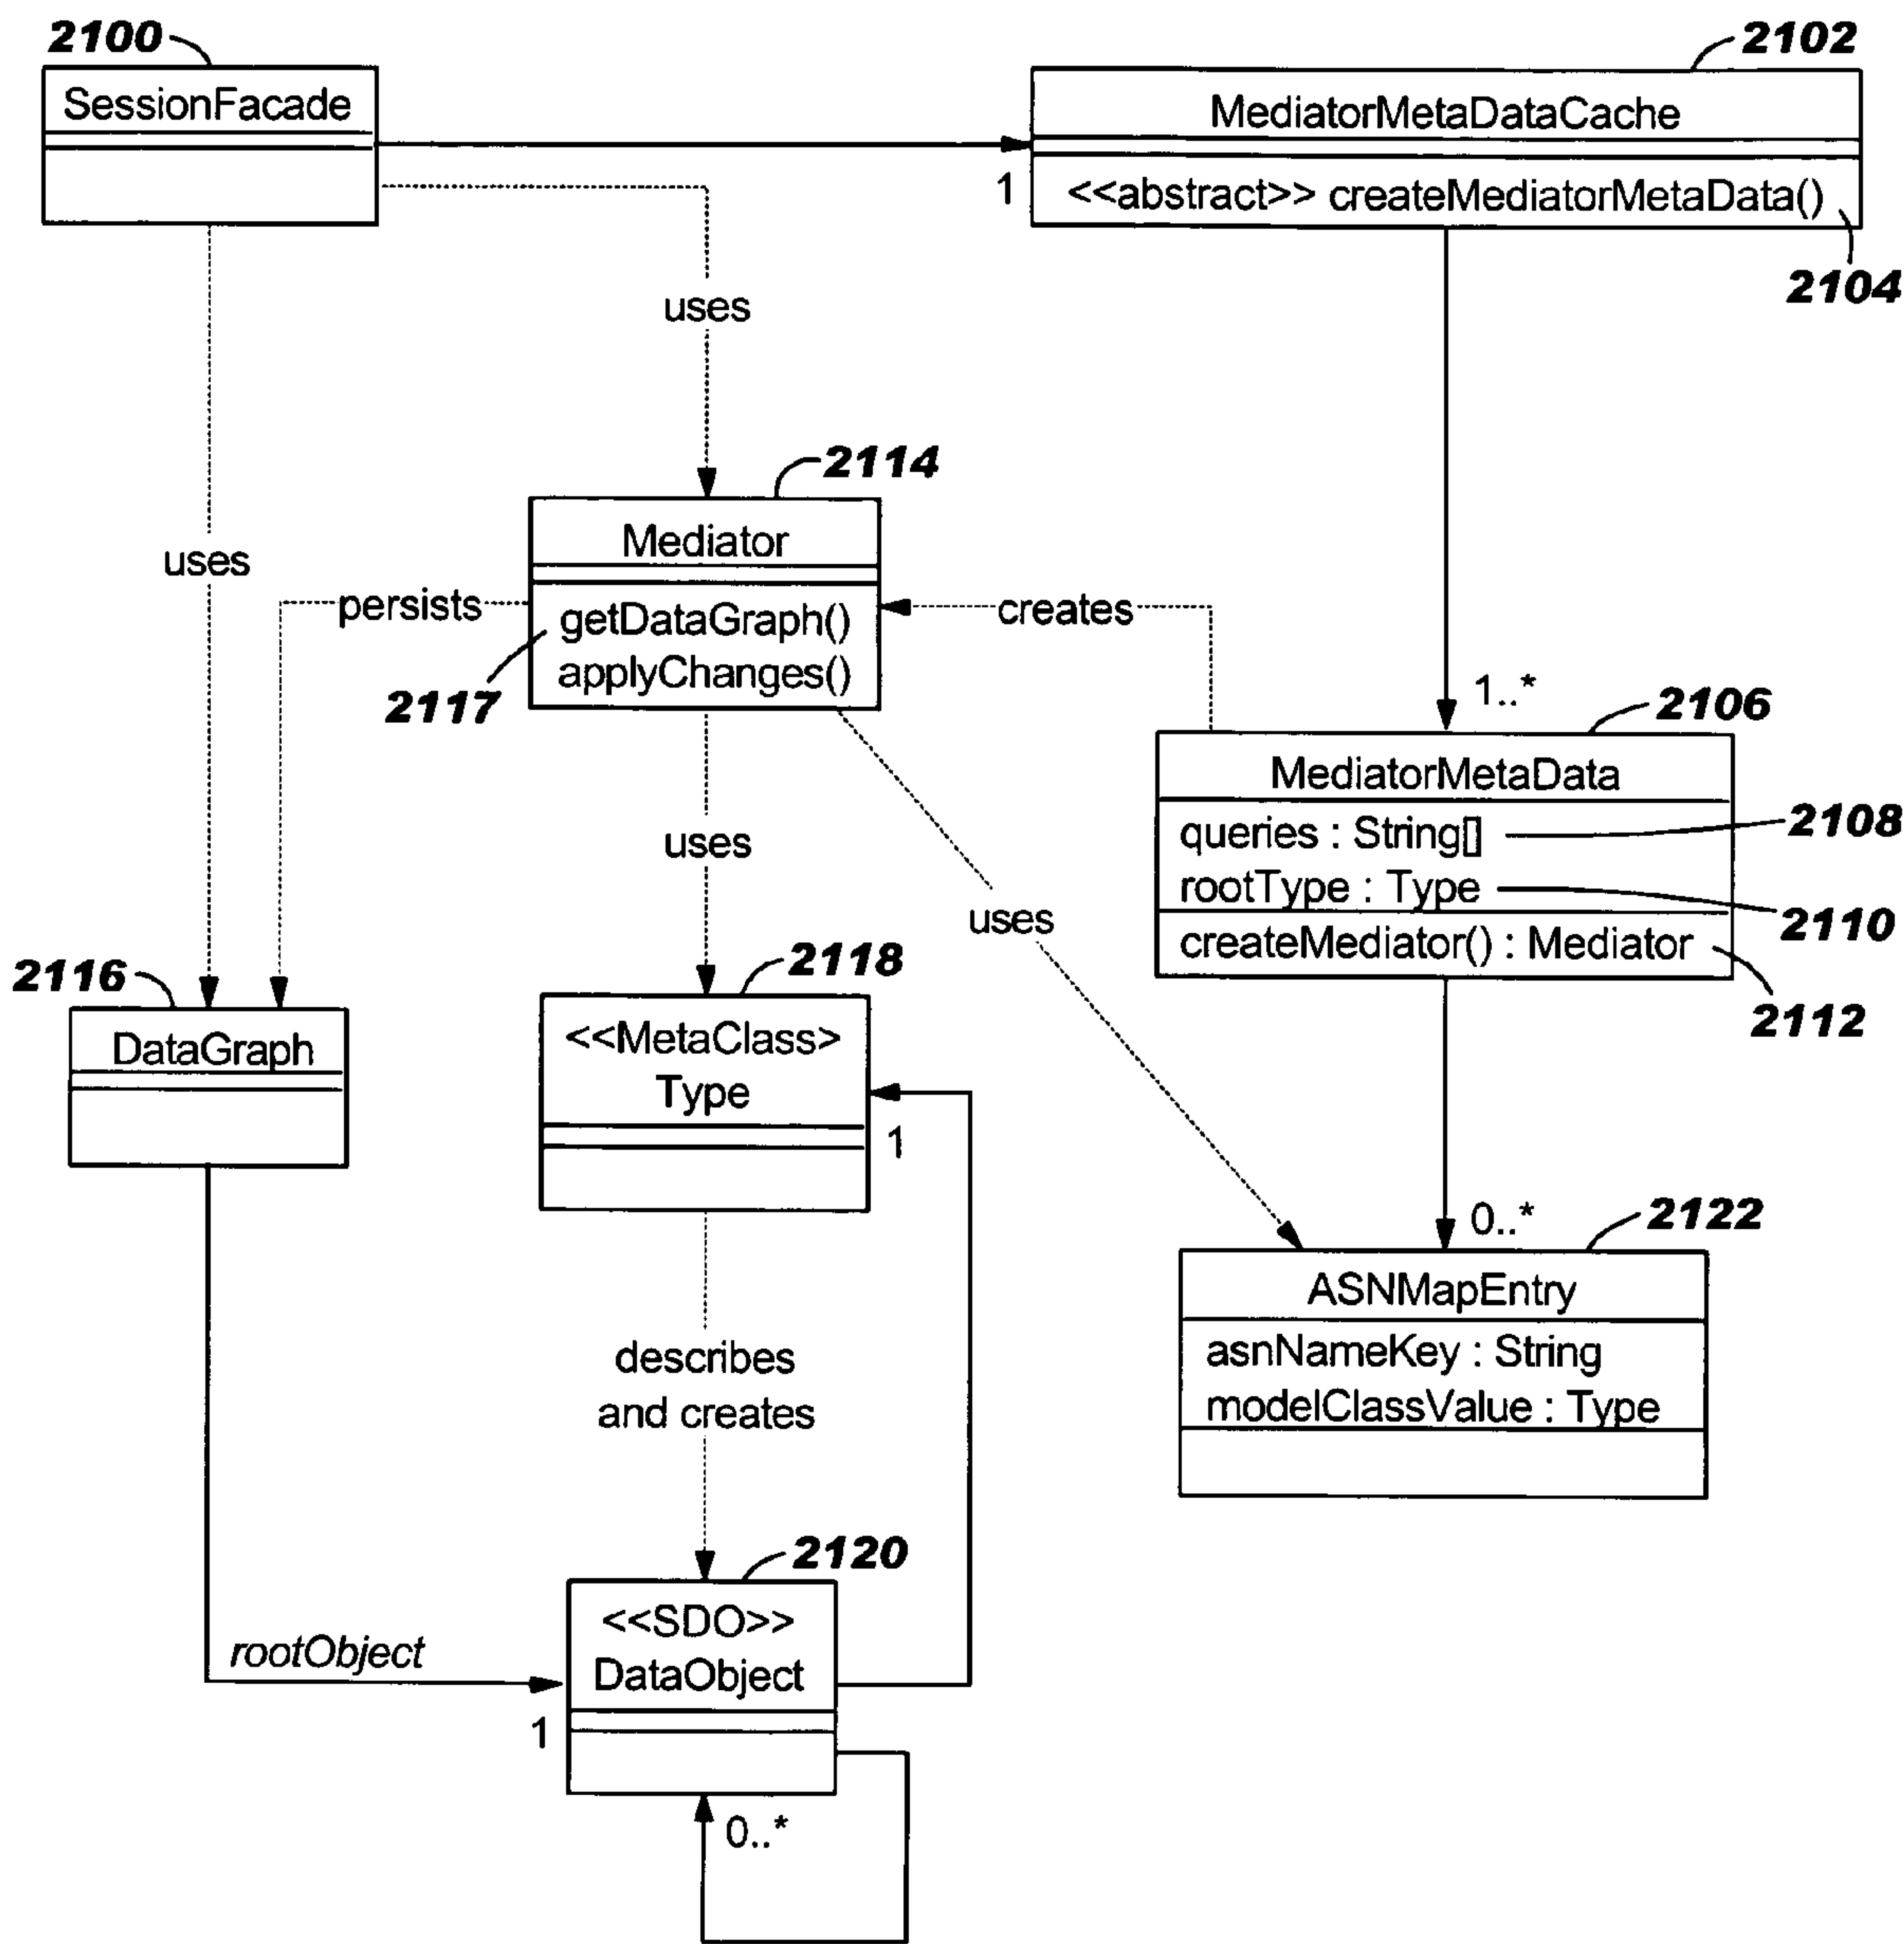 2100
2102
SessionFacade
MediatorMetaDataCache
1
<<abstract>> createMediatorMetaData()
2104
uses
2114
Mediator
uses
persists
getDataGraph()
creates
applyChanges()
2117
1..*
2106
MediatorMetaData
queries : String[]
2108
uses
rootType : Type
2110
uses
createMediator() : Mediator
2112
2116
2118
DataGraph
<<MetaClass>
Type
1
0..*
2122
ASNMapEntry
asnNameKey : String
modelClassValue : Type
describes
and creates
2120
<<SDO>>
DataObject
rootObject
1
0..*